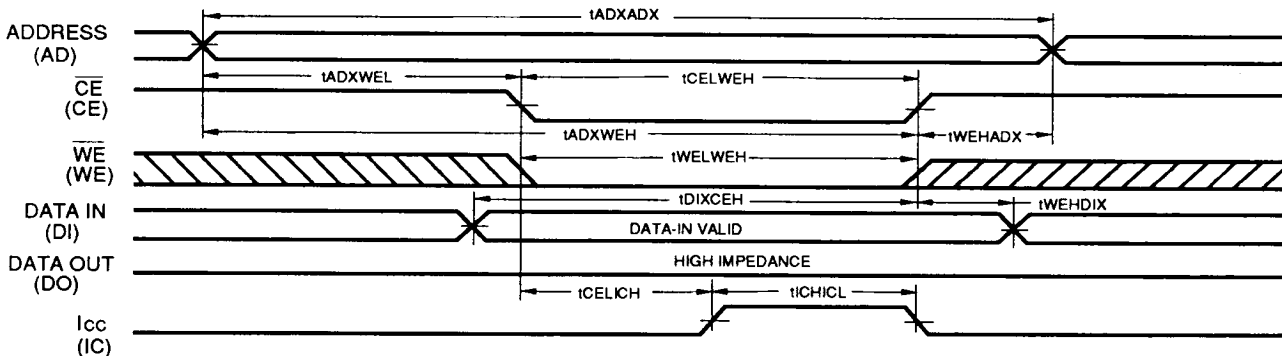 tADXADX
ADDRESS
(AD)
tADXWEL
tCELWEH
CE
(CE)
tADXWEH
tWEHADX
WE
(WE)
tWELWEH
tDIXCEH
tWEHDIX
DATA IN
(DI)
DATA-IN VALID
DATA OUT
(DO)
HIGH IMPEDANCE
tCELICH
tICHICL
Icc
(IC)